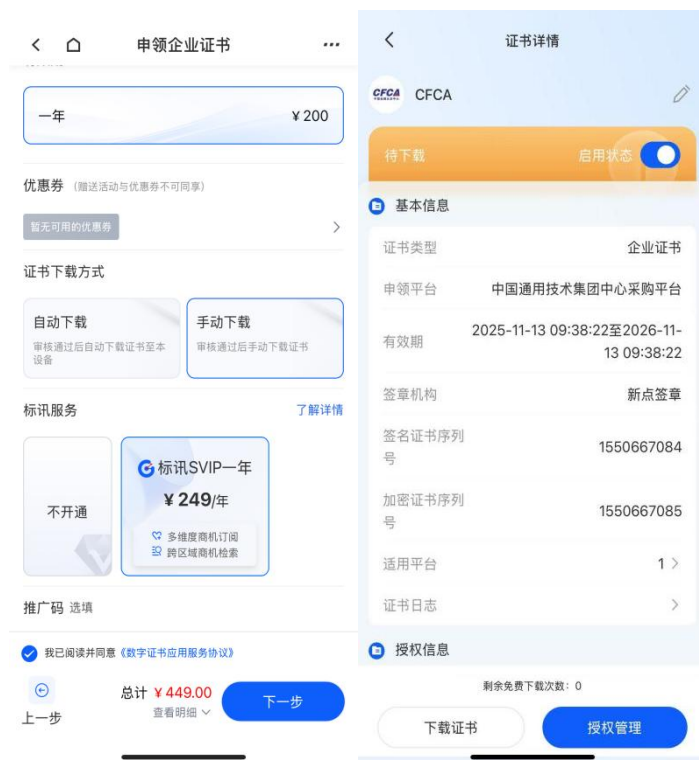 申领企业证书
一年
¥200
优惠券 (赠送活动与优惠券不可同享)
暂无可用的优惠券
证书下载方式
自动下载
审核通过后自动下载证书至本
设备
手动下载
审核通过后手动下载证书
标讯服务
了解详情
不开通
标讯SVIP一年
¥249/年
多维度商机订阅
跨区域商机检索
推广码 选填
我已阅读并同意《数字证书应用服务协议》
上一步
总计 ¥449.00
查看明细
下一步
证书详情
CFCA
CFCA
待下载
启用状态
基本信息
证书类型
企业证书
申领平台
中国通用技术集团中心采购平台
有效期
2025-11-13 09:38:22至2026-11-
13 09:38:22
签章机构
新点签章
签名证书序列
号
1550667084
加密证书序列
号
1550667085
适用平台
1
证书日志
授权信息
剩余免费下载次数：0
下载证书
授权管理